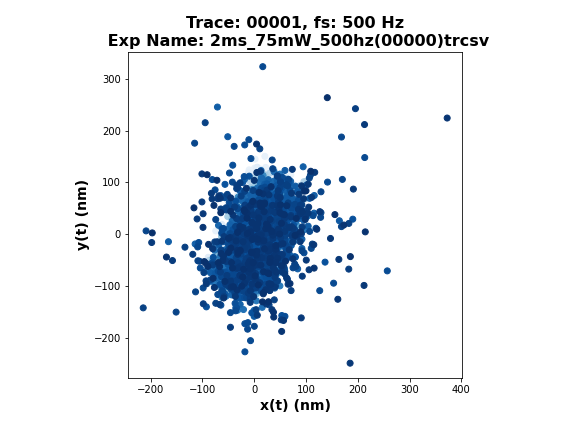 Trace: 00001, fs: 500 Hz
Exp Name: 2ms_75mW_500hz(00000)trcsv
300
200
100
0
−100
−200
y(t) (nm)
−200 −100 0 100 200 300 400
x(t) (nm)